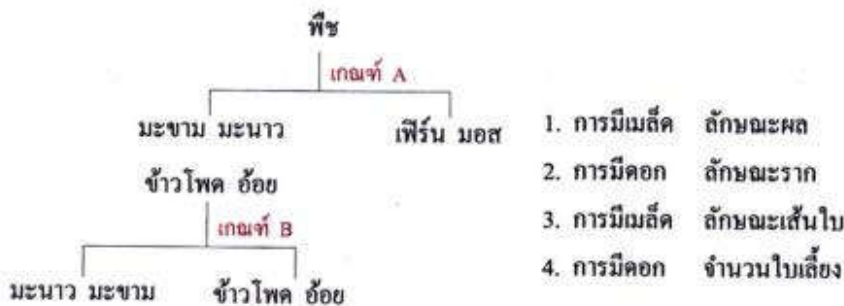 พืช
เกณฑ์ A
มะขาม มะนาว
เฟิร์น มอส
ข้าวโพด อ้อย
เกณฑ์ B
มะนาว มะขาม
ข้าวโพด อ้อย
1. การมีเมล็ด ลักษณะผล
2. การมีดอก ลักษณะราก
3. การมีเมล็ด ลักษณะเส้นใบ
4. การมีดอก จำนวนใบเลี้ยง